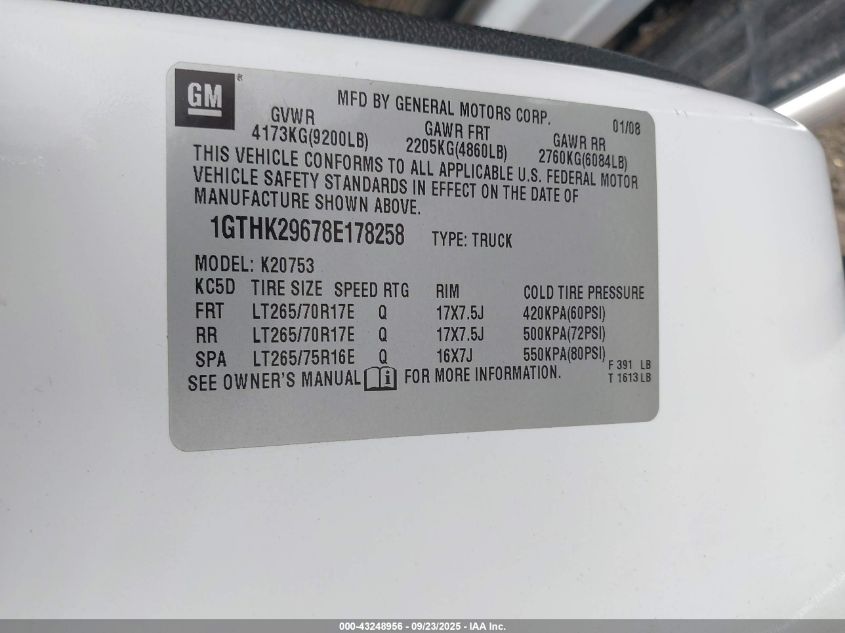 GM ®
MFD BY GENERAL MOTORS CORP. 01/08
GVWR GAWR FRT GAWR RR
4173KG(9200LB) 2205KG(4860LB) 2760KG(6084LB)
THIS VEHICLE CONFORMS TO ALL APPLICABLE U.S. FEDERAL MOTOR
VEHICLE SAFETY STANDARDS IN EFFECT ON THE DATE OF
MANUFACTURE SHOWN ABOVE.
1GTHK29678E178258 TYPE: TRUCK
MODEL: K20753
KC5D TIRE SIZE SPEED RTG RIM COLD TIRE PRESSURE
FRT LT265/70R17E Q 17X7.5J 420KPA(60PSI)
RR LT265/70R17E Q 17X7.5J 500KPA(72PSI)
SPA LT265/75R16E Q 16X7J 550KPA(80PSI)
F 391 LB
SEE OWNER'S MANUAL i FOR MORE INFORMATION. T 1613 LB
000-43248956 - 09/23/2025 - IAA Inc.